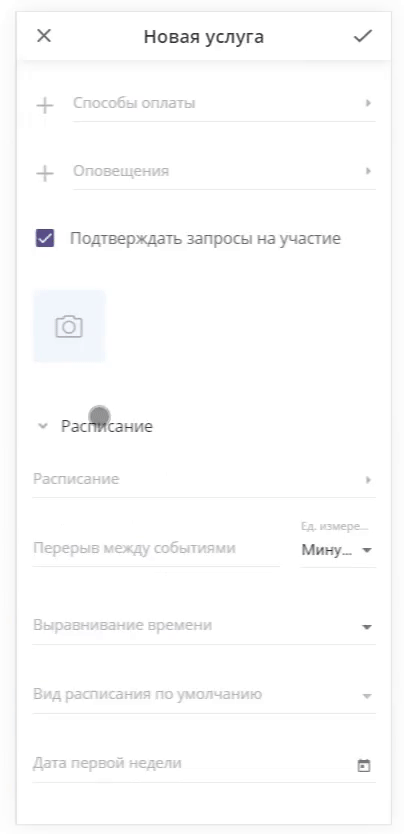 Новая услуга
Способы оплаты
Оповещения
Подтверждать запросы на участие
Расписание
Расписание
Ед. измере...
Перерыв между событиями
Мину...
Выравнивание времени
Вид расписания по умолчанию
Дата первой недели